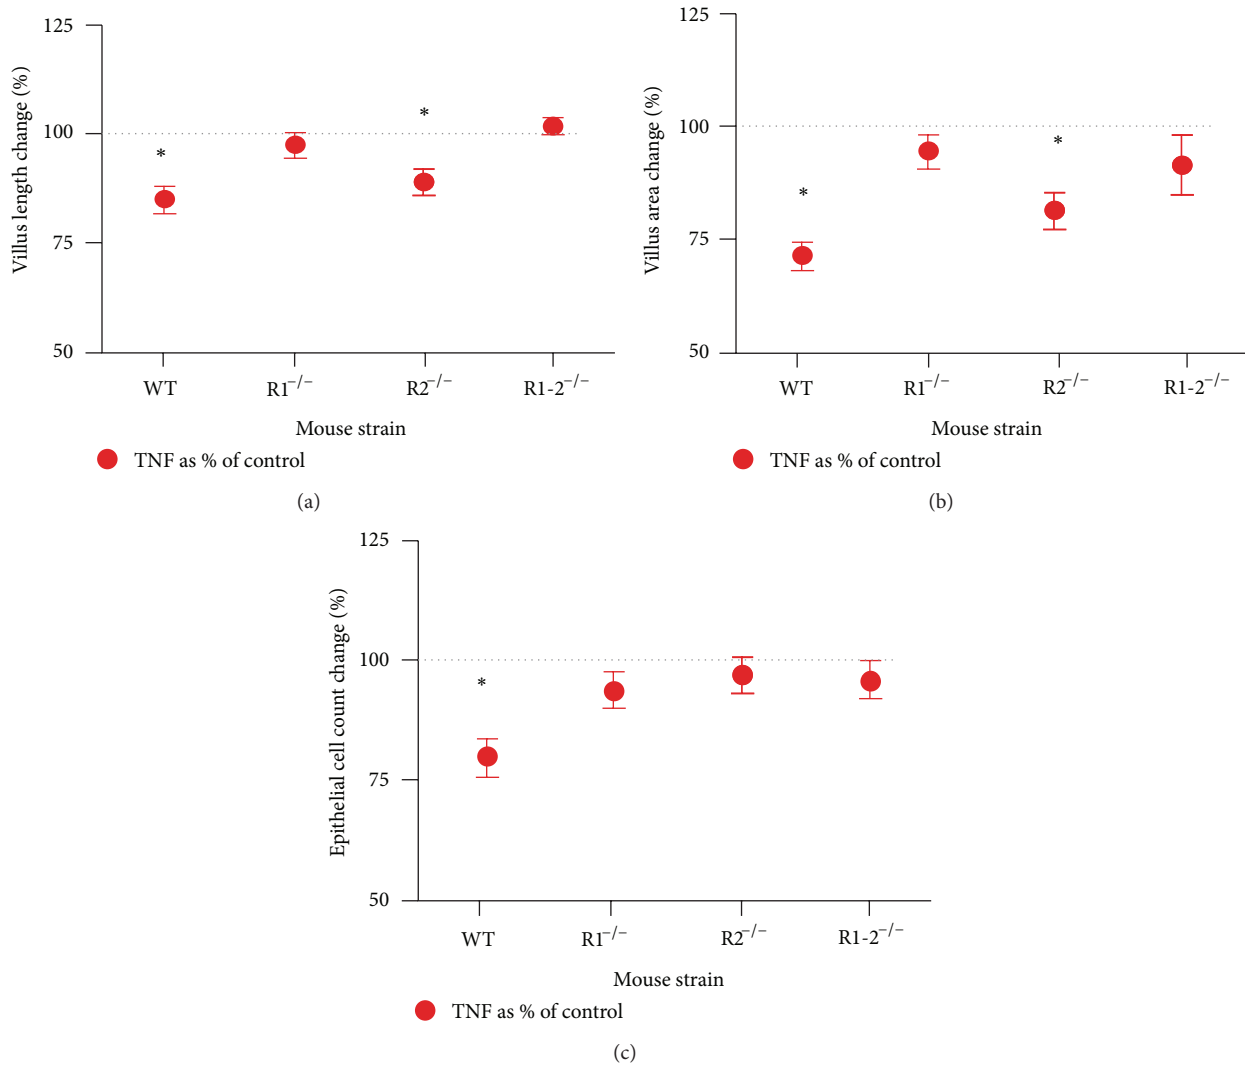 125
100
75
50
Villus length change (%)
*
*
WT
R1−/−
R2−/−
R1-2−/−
Mouse strain
TNF as % of control
(a)
125
100
75
50
Villus area change (%)
*
*
WT
R1−/−
R2−/−
R1-2−/−
Mouse strain
TNF as % of control
(b)
125
100
75
50
Epithelial cell count change (%)
*
WT
R1−/−
R2−/−
R1-2−/−
Mouse strain
TNF as % of control
(c)